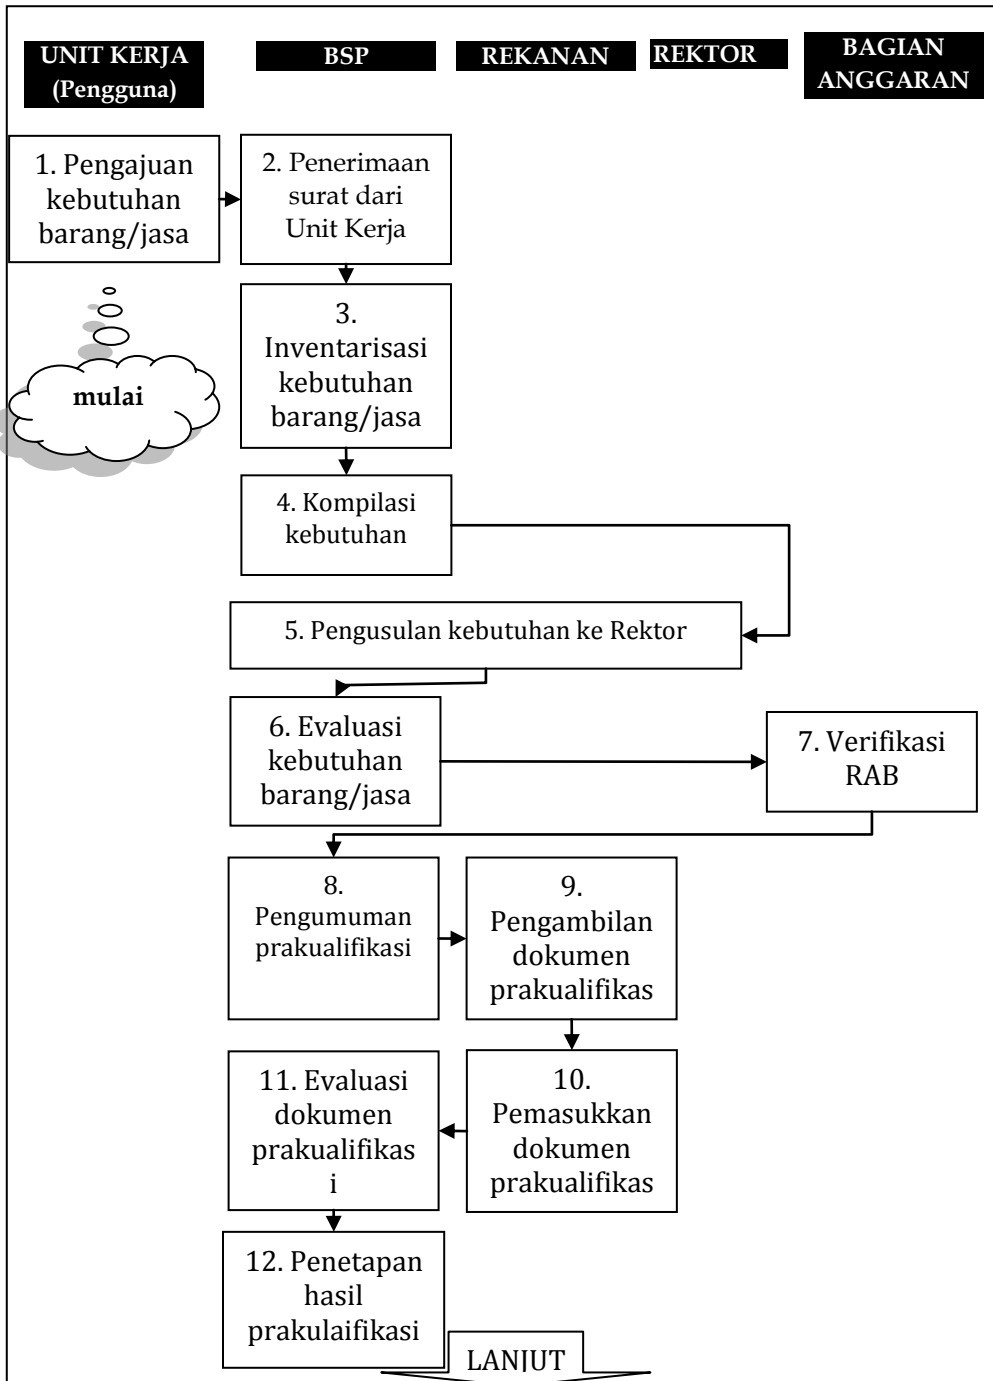 UNIT KERJA
(Pengguna)
BSP
REKANAN
REKTOR
BAGIAN
ANGGARAN
1. Pengajuan
kebutuhan
barang/jasa
2. Penerimaan
surat dari
Unit Kerja
mulai
3.
Inventarisasi
kebutuhan
barang/jasa
4. Kompilasi
kebutuhan
5. Pengusulan kebutuhan ke Rektor
6. Evaluasi
kebutuhan
barang/jasa
7. Verifikasi
RAB
8.
Pengumuman
prakualifikasi
9.
Pengambilan
dokumen
prakualifikas
10.
Pemasukkan
dokumen
prakualifikas
11. Evaluasi
dokumen
prakualifikas
i
12. Penetapan
hasil
prakulaifikasi
LANJUT